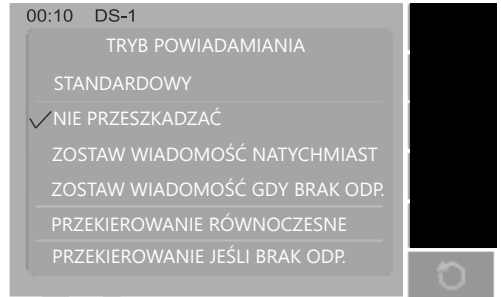 00:10 DS-1
TRYB POWIADAMIANIA
STANDARDOWY
NIE PRZESZKADZAĆ
ZOSTAW WIADOMOŚĆ NATYCHMIAST
ZOSTAW WIADOMOŚĆ GDY BRAK ODP.
PRZEKIEROWANIE RÓWNOCZESNE
PRZEKIEROWANIE JEŚLI BRAK ODP.